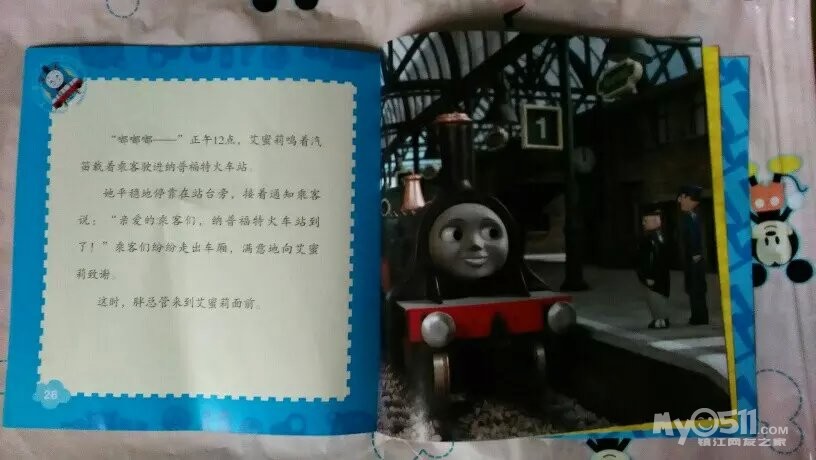 “嘟嘟嘟——”正午12点，艾蜜莉鸣着汽
笛载着乘客驶进纳普福特火车站。
她平稳地停靠在站台旁，接着通知乘客
说：“亲爱的乘客们，纳普福特火车站到
了！”乘客们纷纷走出车厢，满意地向艾蜜
莉致谢。
这时，胖总管来到艾蜜莉面前。
26
1
My0511.com
镇江网友之家